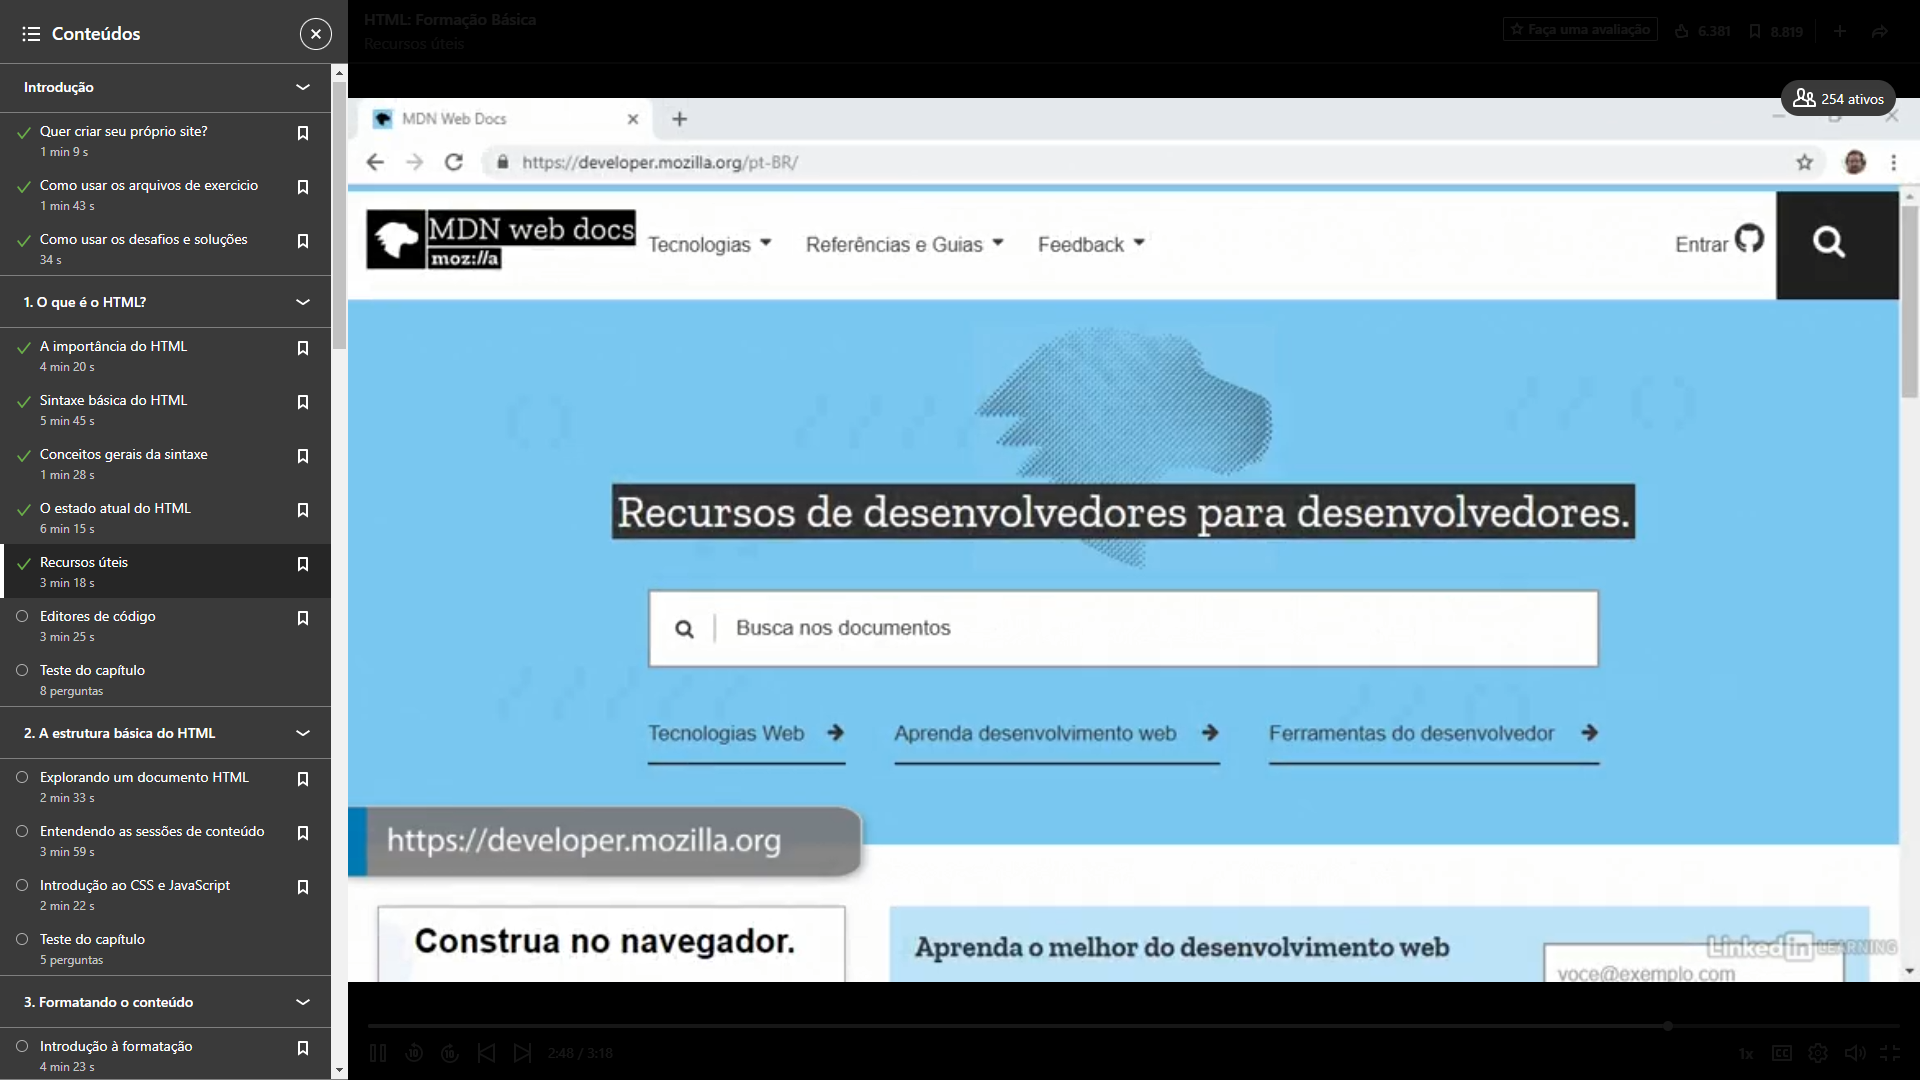 Conteúdos
Introdução
Quer criar seu próprio site?
1 min 9 s
Como usar os arquivos de exercicio
1 min 43 s
Como usar os desafios e soluções
34 s
1. O que é o HTML?
A importância do HTML
4 min 20 s
Sintaxe básica do HTML
5 min 45 s
Conceitos gerais da sintaxe
1 min 28 s
O estado atual do HTML
6 min 15 s
Recursos úteis
3 min 18 s
Editores de código
3 min 25 s
Teste do capítulo
8 perguntas
2. A estrutura básica do HTML
Explorando um documento HTML
2 min 33 s
Entendendo as sessões de conteúdo
3 min 59 s
Introdução ao CSS e JavaScript
2 min 22 s
Teste do capítulo
5 perguntas
3. Formatando o conteúdo
Introdução à formatação
4 min 23 s
HTML: Formação Básica
Recursos úteis
Faça uma avaliação
6.381
8.819
254 ativos
MDN Web Docs
https://developer.mozilla.org/pt-BR/
MDN web docs
moz://a
Tecnologias
Referências e Guias
Feedback
Entrar
Recursos de desenvolvedores para desenvolvedores.
Busca nos documentos
Tecnologias Web
Aprenda desenvolvimento web
Ferramentas do desenvolvedor
https://developer.mozilla.org
Construa no navegador.
Aprenda o melhor do desenvolvimento web
voce@exemplo.com
LinkedIn LEARNING
10
10
2:48 / 3:18
1x
CC